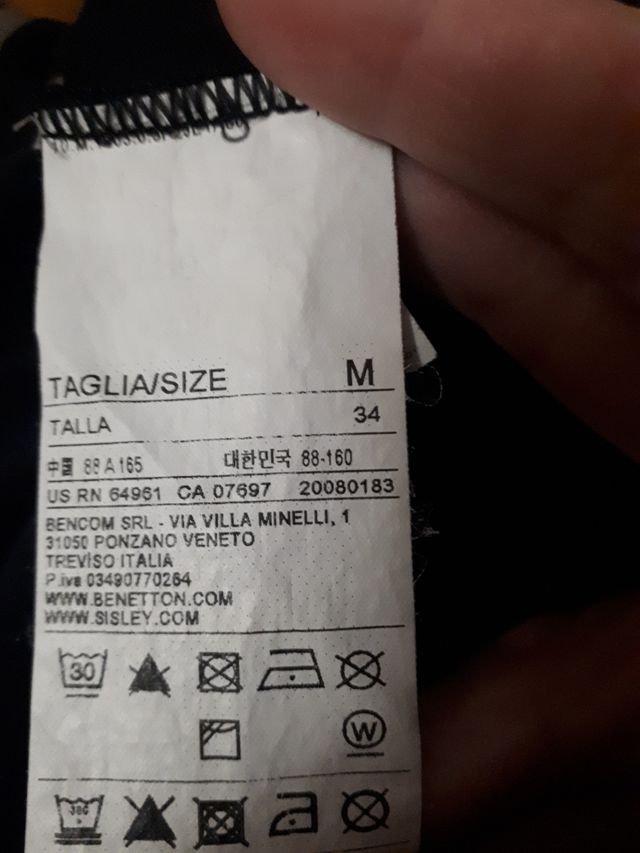 TAGLIA/SIZE M
TALLA 34
中国 88 A 165 대한민국 88-160
US RN 64961 CA 07697 20080183
BENCOM SRL - VIA VILLA MINELLI, 1
31050 PONZANO VENETO
TREVISO ITALIA
P.iva 03490770264
WWW.BENETTON.COM
WWW.SISLEY.COM
30
W